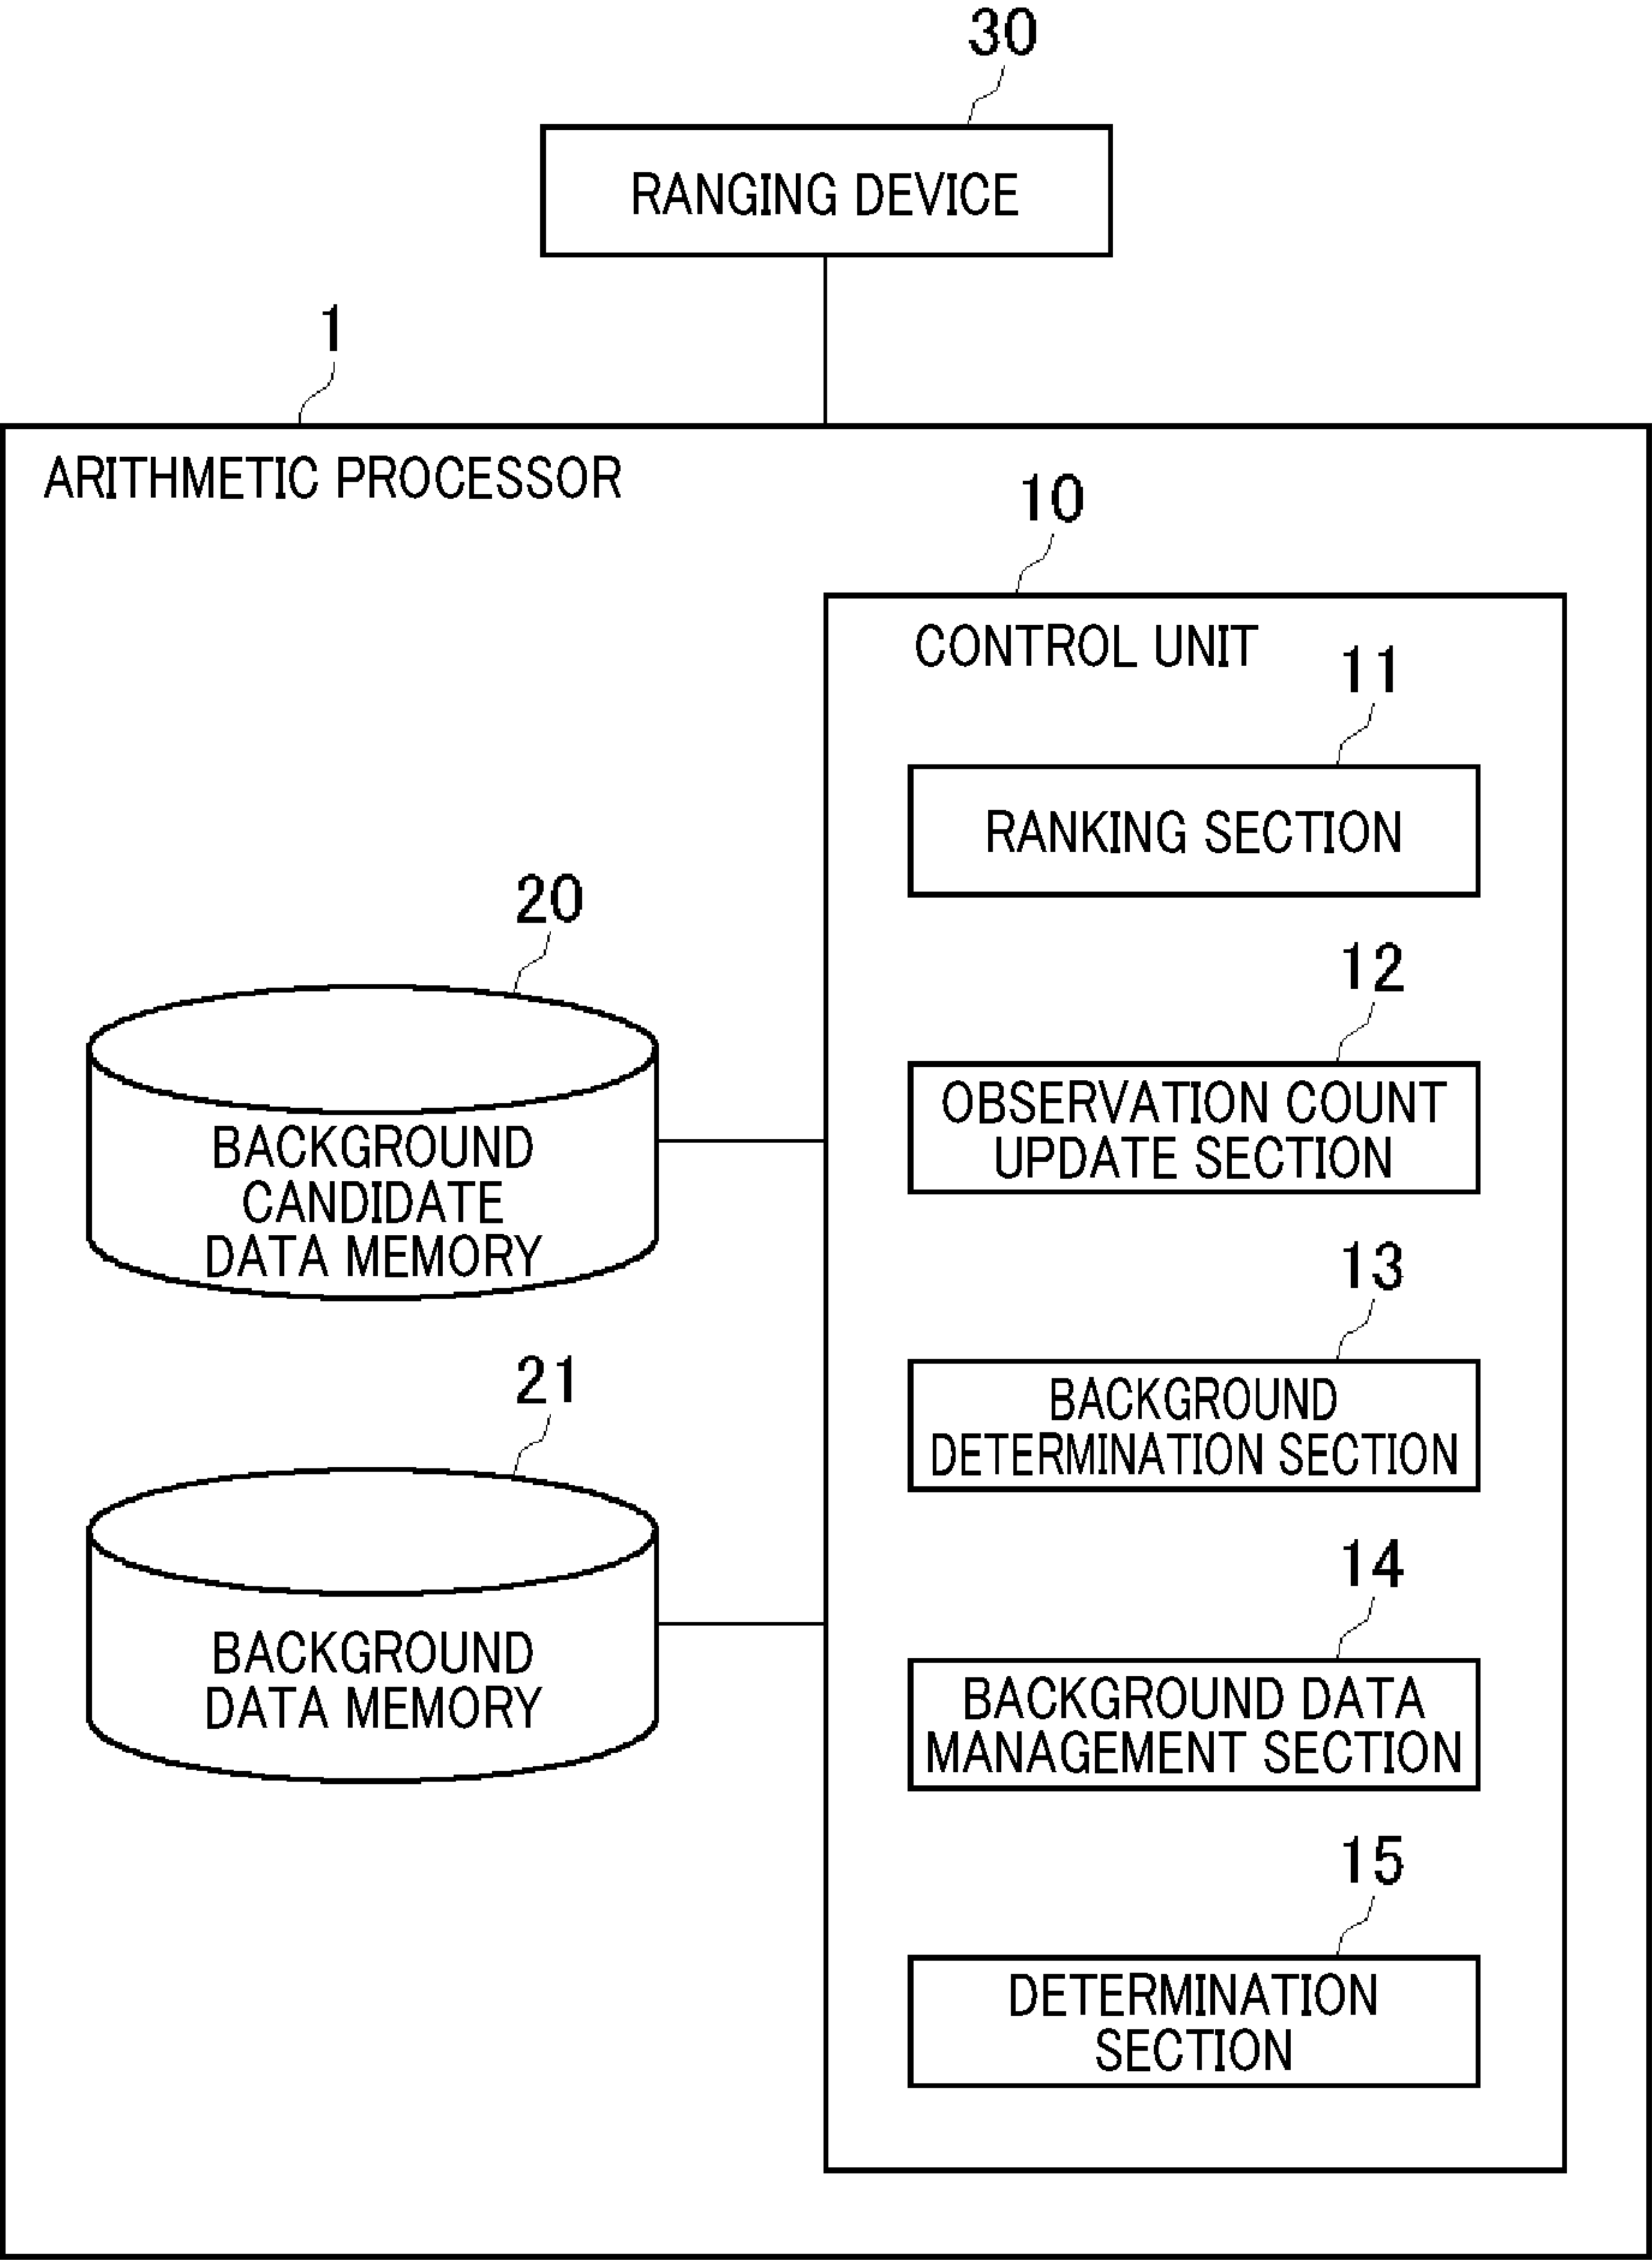 30
RANGING DEVICE
1
ARITHMETIC PROCESSOR
10
CONTROL UNIT
11
RANKING SECTION
20
BACKGROUND
CANDIDATE
DATA MEMORY
12
OBSERVATION COUNT
UPDATE SECTION
13
BACKGROUND
DETERMINATION SECTION
21
BACKGROUND
DATA MEMORY
14
BACKGROUND DATA
MANAGEMENT SECTION
15
DETERMINATION
SECTION